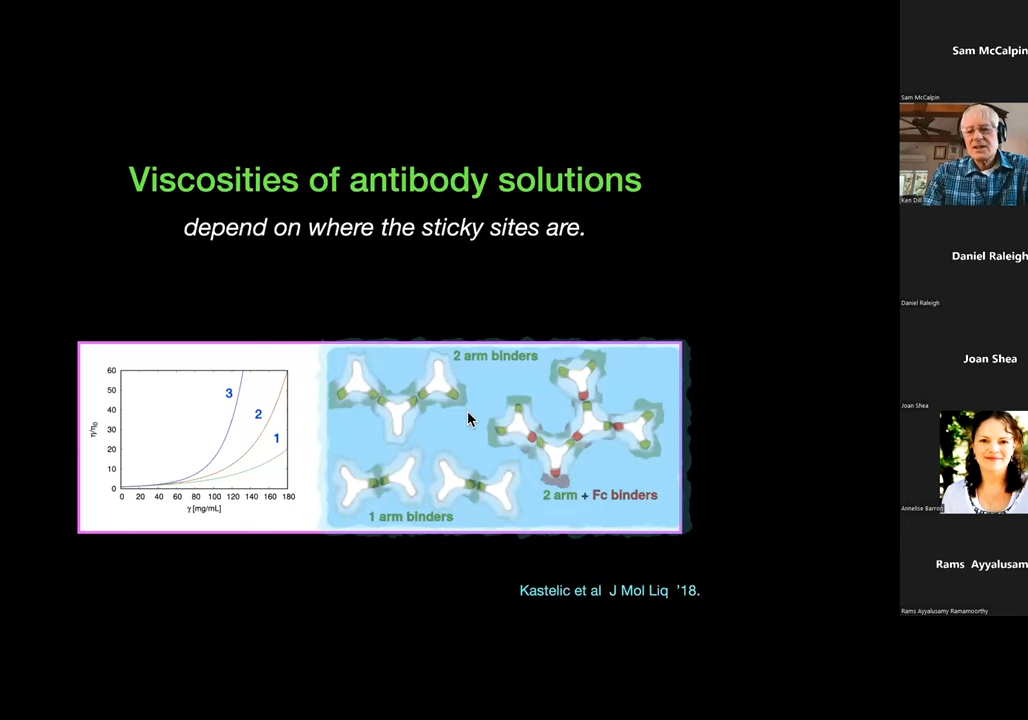 Viscosities of antibody solutions
depend on where the sticky sites are.
60
50
40
30
20
10
0
η/η₀
0 20 40 60 80 100 120 140 160 180
γ [mg/mL]
3
2
1
2 arm binders
1 arm binders
2 arm + Fc binders
Kastelic et al J Mol Liq '18.
Sam McCalpin
Sam McCalpin
Ken Dill
Daniel Raleigh
Daniel Raleigh
Joan Shea
Joan Shea
Annelise Barron
Rams Ayyalusam
Rams Ayyalusamy Ramamoorthy